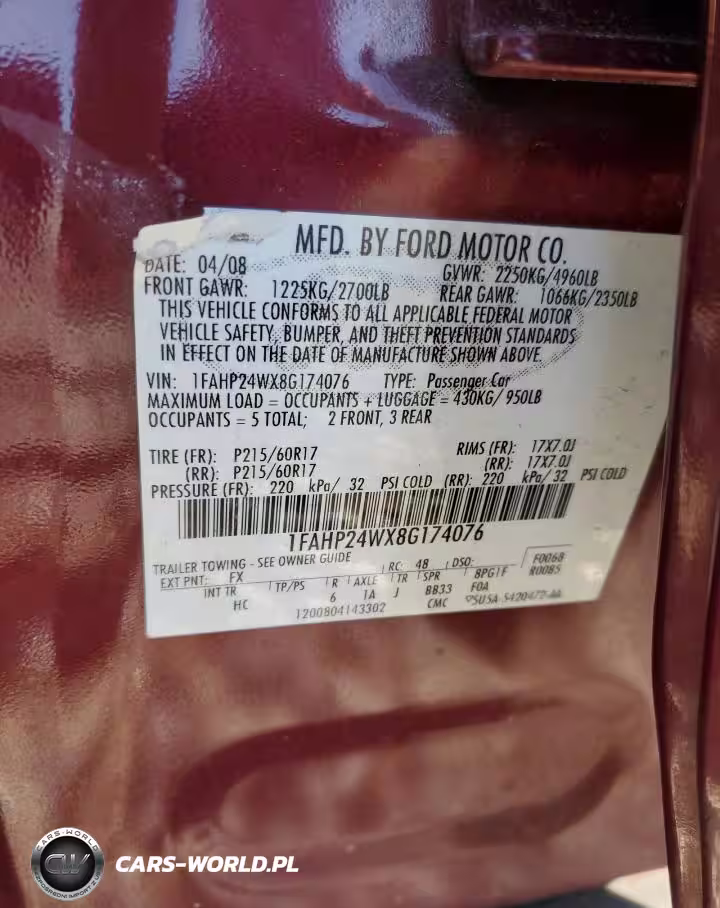 MFD. BY FORD MOTOR CO.
DATE: 04/08 GVWR: 2250KG/4960LB
FRONT GAWR: 1225KG/2700LB REAR GAWR: 1066KG/2350LB
THIS VEHICLE CONFORMS TO ALL APPLICABLE FEDERAL MOTOR
VEHICLE SAFETY, BUMPER, AND THEFT PREVENTION STANDARDS
IN EFFECT ON THE DATE OF MANUFACTURE SHOWN ABOVE.
VIN: 1FAHP24WX8G174076 TYPE: Passenger Car
MAXIMUM LOAD = OCCUPANTS + LUGGAGE = 430KG/ 950LB
OCCUPANTS = 5 TOTAL; 2 FRONT, 3 REAR
TIRE (FR): P215/60R17 RIMS (FR): 17X7.0J
(RR): P215/60R17 (RR): 17X7.0J
PRESSURE (FR): 220 kPa/ 32 PSI COLD (RR): 220 kPa/ 32 PSI COLD
1FAHP24WX8G174076
TRAILER TOWING - SEE OWNER GUIDE
EXT PNT: FX RC: 48 DSO: F0068
R0085
INT TR TP/PS R AXLE TR SPR 8PG1F
HC 6 1A J BB33 FOA
1200804143302 CMC
CARS-WORLD
CW
CARS-WORLD.PL